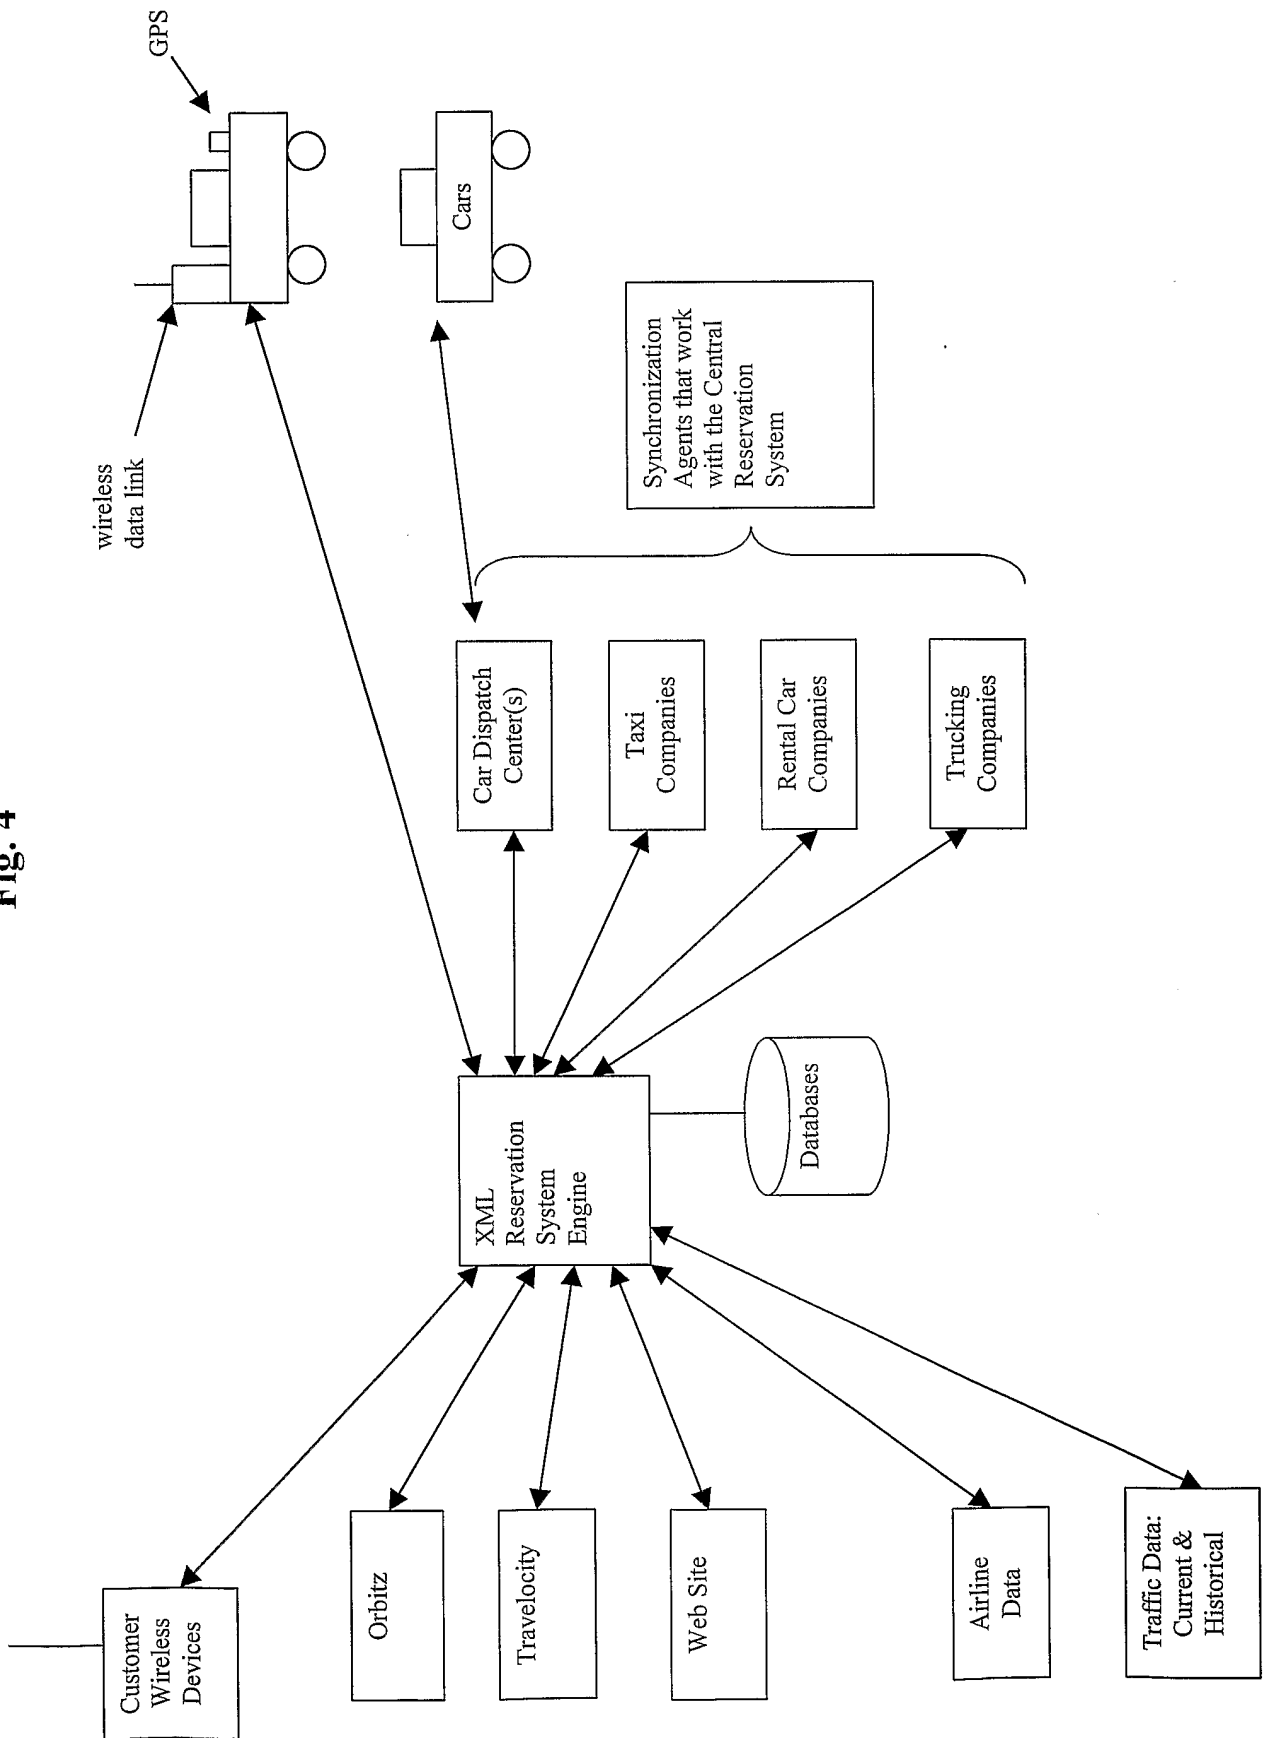 Fig. 4
GPS
wireless
data link
Cars
Customer
Wireless
Devices
Orbitz
Travelocity
Web Site
Airline
Data
Traffic Data:
Current &
Historical
XML
Reservation
System
Engine
Databases
Car Dispatch
Center(s)
Taxi
Companies
Rental Car
Companies
Trucking
Companies
Synchronization
Agents that work
with the Central
Reservation
System